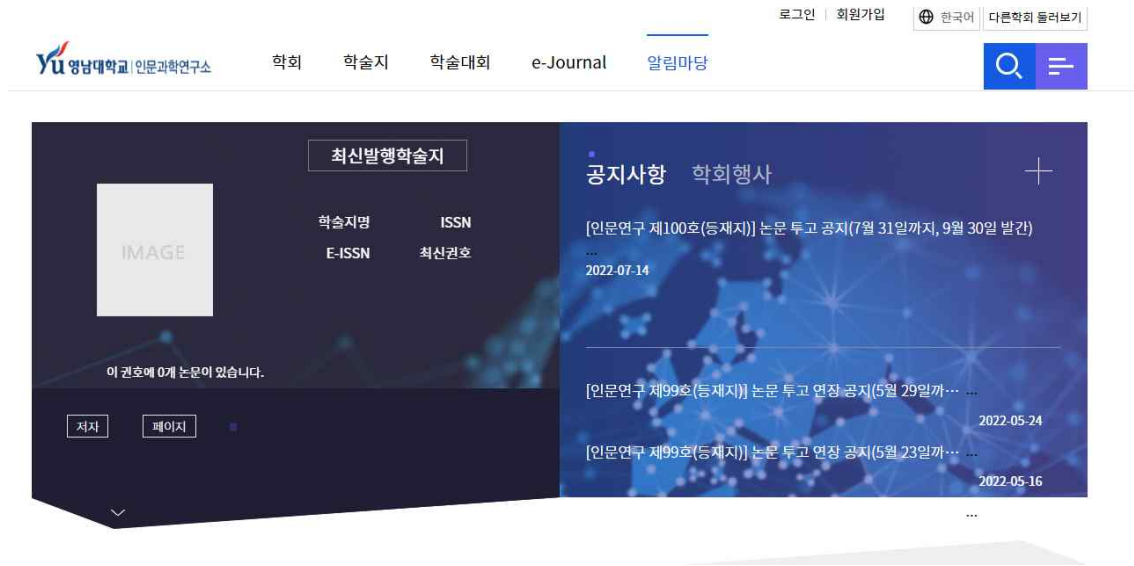 로그인 | 회원가입 한국어 다른학회 둘러보기
yu 영남대학교 | 인문과학연구소 학회 학술지 학술대회 e-Journal 알림마당
최신발행학술지
IMAGE
학술지명 ISSN
E-ISSN 최신권호
이 권호에 0개 논문이 있습니다.
저자 페이지
공지사항 학회행사
[인문연구 제100호(등재지)] 논문 투고 공지(7월 31일까지, 9월 30일 발간)
...
2022-07-14
[인문연구 제99호(등재지)] 논문 투고 연장 공지(5월 29일까… ...
2022-05-24
[인문연구 제99호(등재지)] 논문 투고 연장 공지(5월 23일까… ...
2022-05-16
...